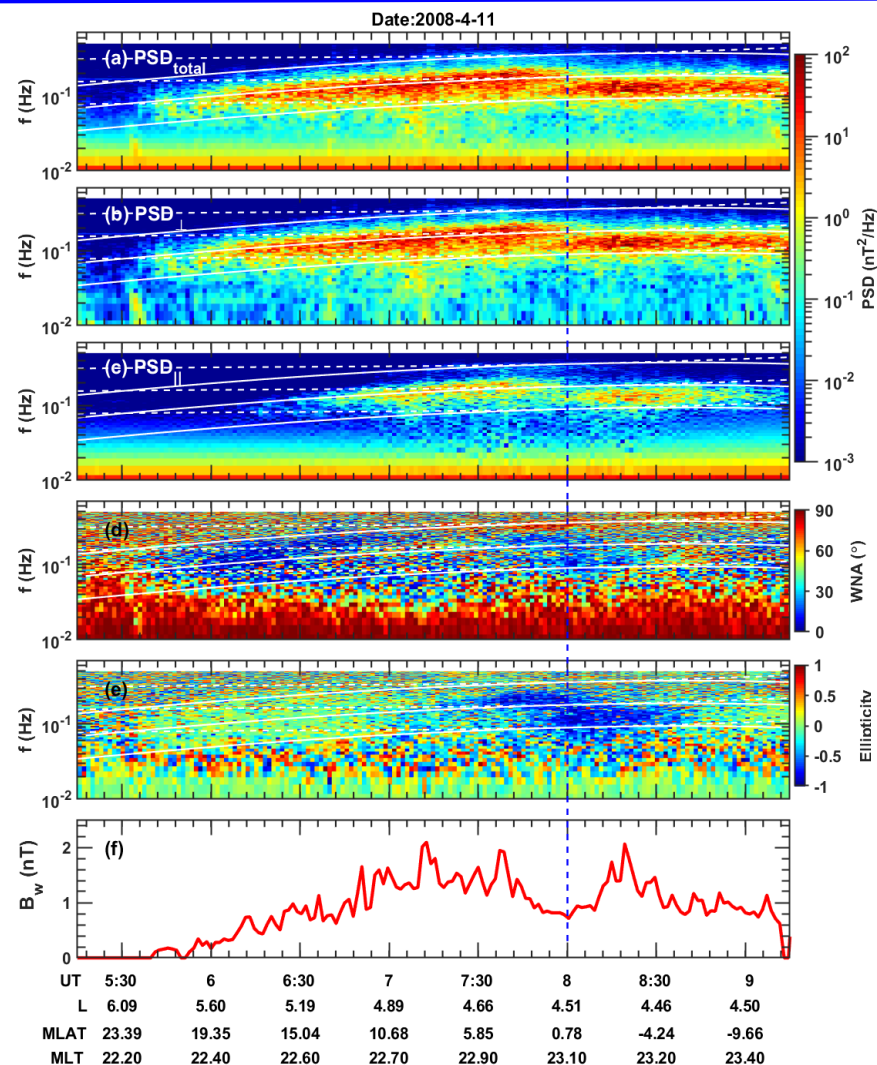 Date:2008-4-11
(a) PSD_total
f (Hz)
10^-1
10^-2
(b) PSD_⊥
f (Hz)
10^-1
10^-2
(c) PSD_||
f (Hz)
10^-1
10^-2
10^2
10^1
10^0
10^-1
10^-2
10^-3
PSD (nT^2/Hz)
(d)
f (Hz)
10^-1
10^-2
90
60
30
0
WNA (°)
(e)
f (Hz)
10^-1
10^-2
1
0.5
0
-0.5
-1
Ellipticity
(f)
B_w (nT)
2
1
0
UT 5:30 6 6:30 7 7:30 8 8:30 9
L 6.09 5.60 5.19 4.89 4.66 4.51 4.46 4.50
MLAT 23.39 19.35 15.04 10.68 5.85 0.78 -4.24 -9.66
MLT 22.20 22.40 22.60 22.70 22.90 23.10 23.20 23.40